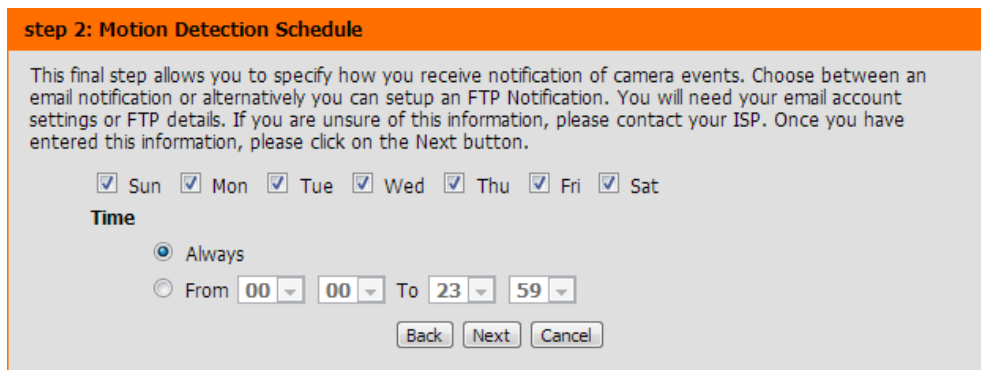 step 2: Motion Detection Schedule
This final step allows you to specify how you receive notification of camera events. Choose between an
email notification or alternatively you can setup an FTP Notification. You will need your email account
settings or FTP details. If you are unsure of this information, please contact your ISP. Once you have
entered this information, please click on the Next button.
Sun Mon Tue Wed Thu Fri Sat
Time
Always
From 00 00 To 23 59
Back Next Cancel